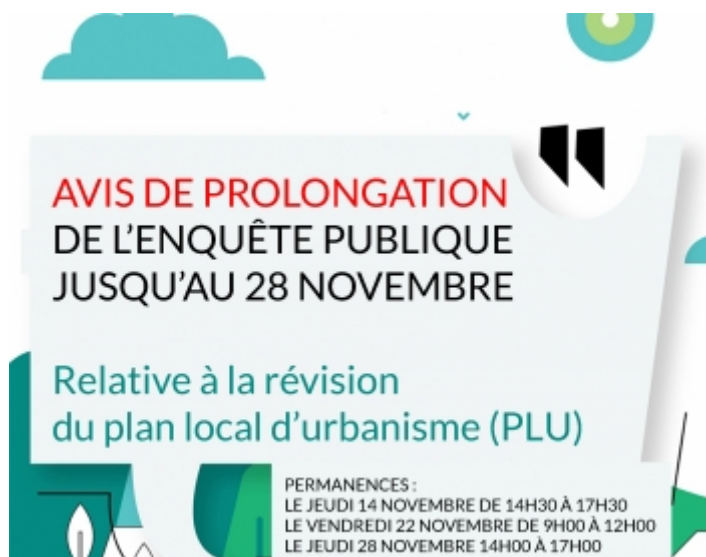 AVIS DE PROLONGATION
DE L'ENQUÊTE PUBLIQUE
JUSQU'AU 28 NOVEMBRE
Relative à la révision
du plan local d'urbanisme (PLU)
PERMANENCES :
LE JEUDI 14 NOVEMBRE DE 14H30 À 17H30
LE VENDREDI 22 NOVEMBRE DE 9H00 À 12H00
LE JEUDI 28 NOVEMBRE 14H00 À 17H00